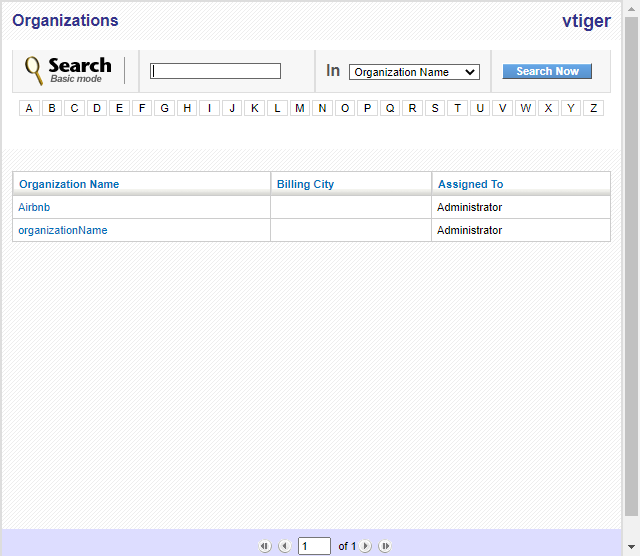 Organizations vtiger
Search
Basic mode
In Organization Name Search Now
A B C D E F G H I J K L M N O P Q R S T U V W X Y Z
Organization Name Billing City Assigned To
Airbnb Administrator
organizationName Administrator
1 of 1